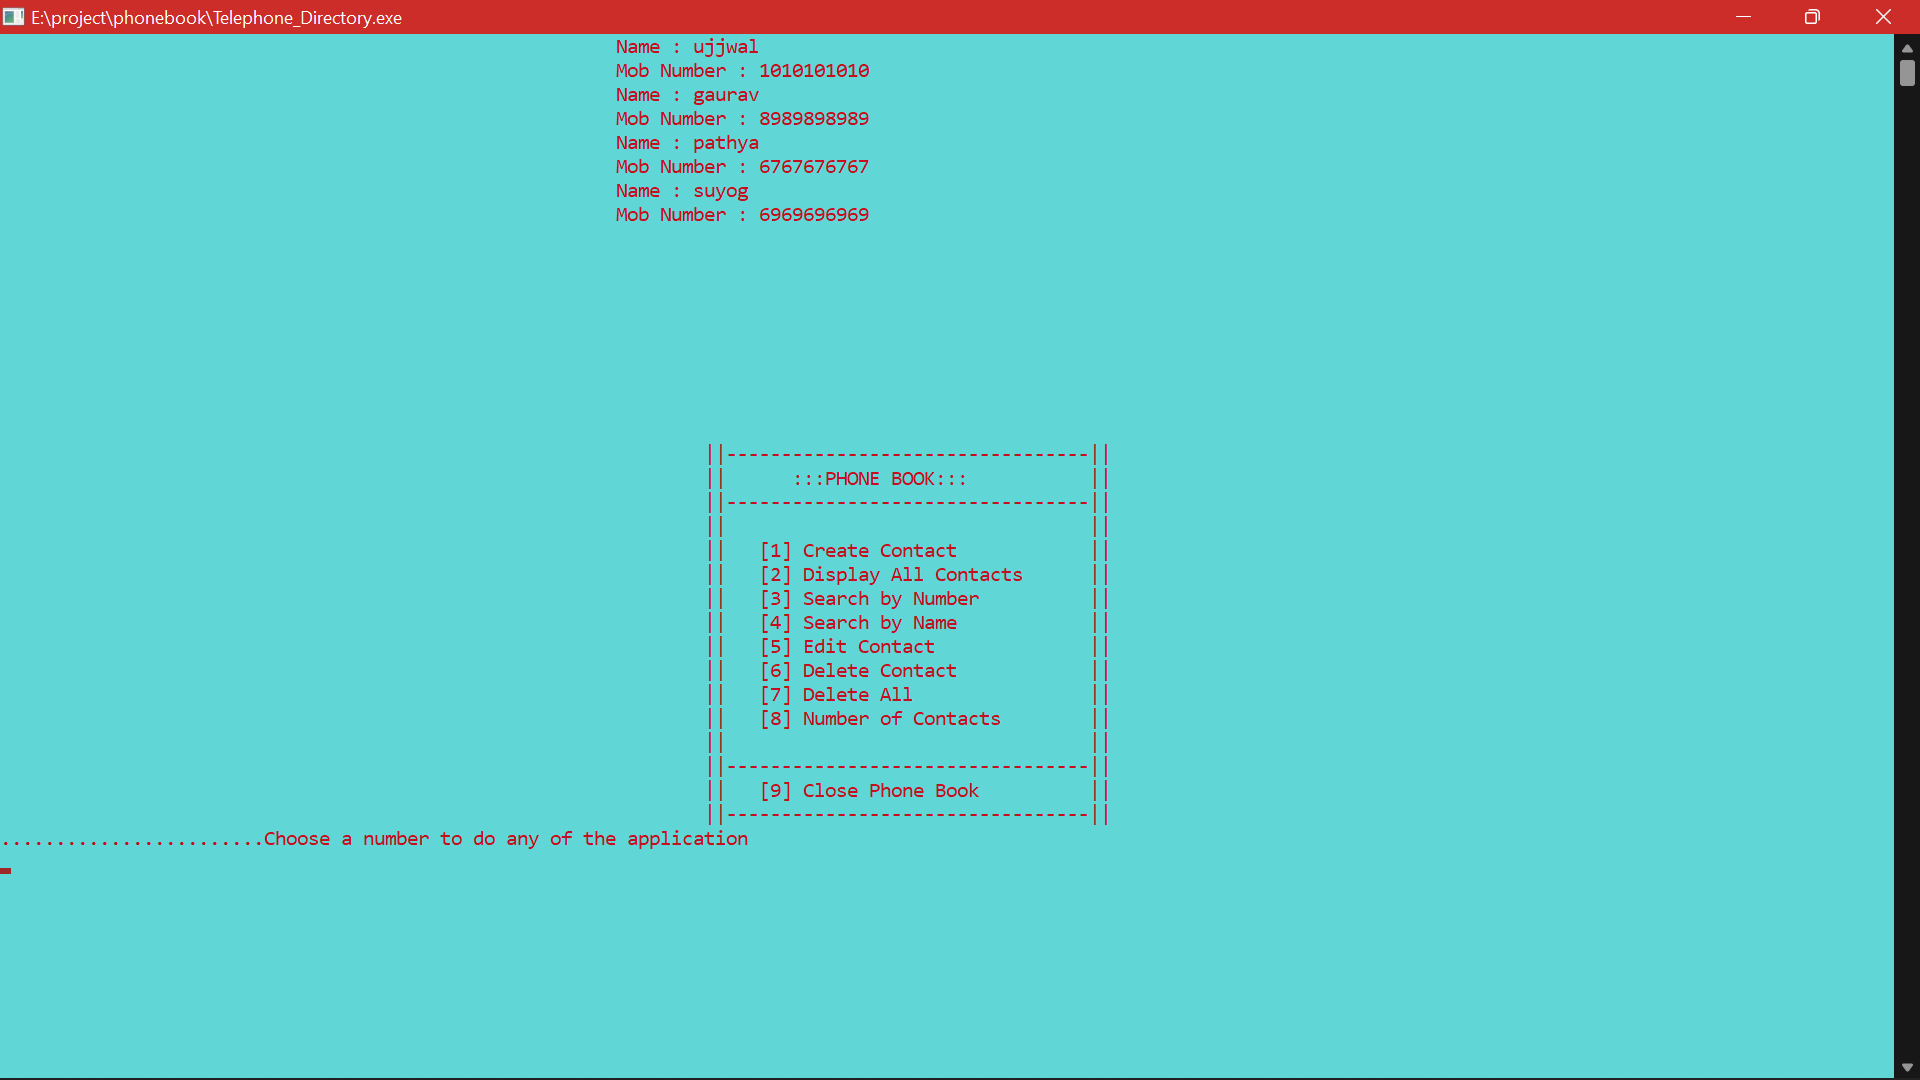 E:\project\phonebook\Telephone_Directory.exe
Name : ujjwal
Mob Number : 1010101010
Name : gaurav
Mob Number : 8989898989
Name : pathya
Mob Number : 6767676767
Name : suyog
Mob Number : 6969696969
||---------------------------------||
|| :::PHONE BOOK::: ||
||---------------------------------||
|| ||
|| [1] Create Contact ||
|| [2] Display All Contacts ||
|| [3] Search by Number ||
|| [4] Search by Name ||
|| [5] Edit Contact ||
|| [6] Delete Contact ||
|| [7] Delete All ||
|| [8] Number of Contacts ||
|| ||
||---------------------------------||
|| [9] Close Phone Book ||
||---------------------------------||
........................Choose a number to do any of the application